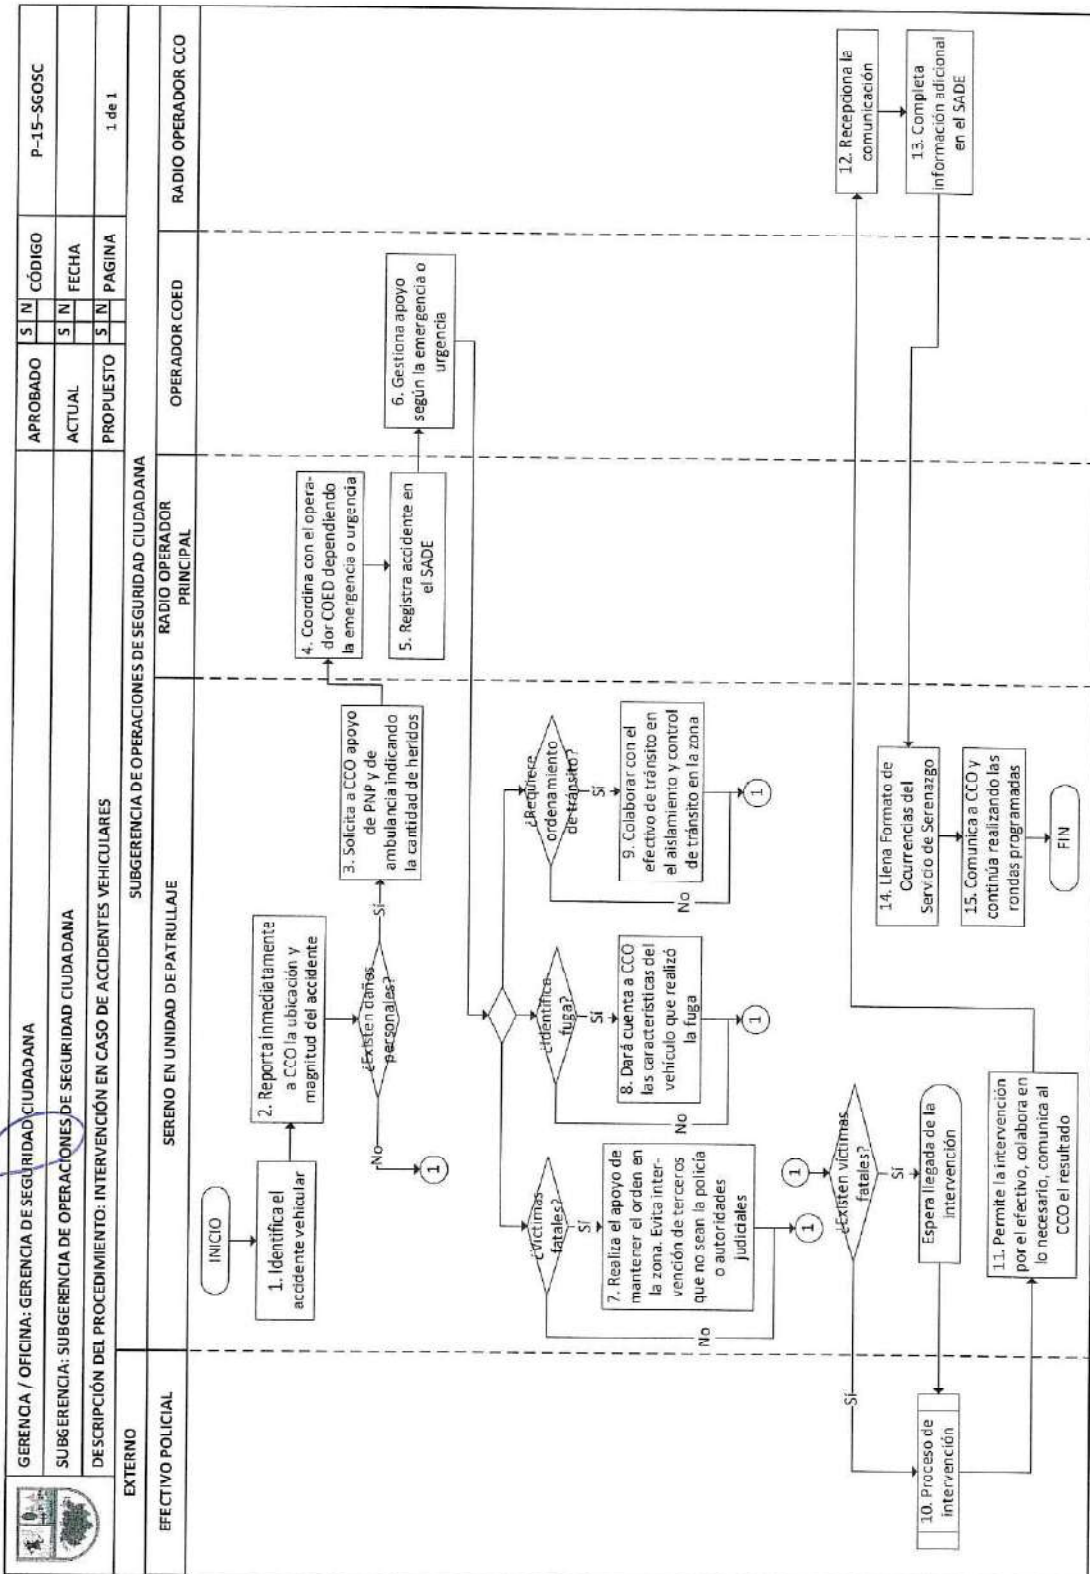 GERENCIA / OFICINA: GERENCIA DE SEGURIDAD CIUDADANA
APROBADO
S N
CÓDIGO
P-15-SGOSC
SUBGERENCIA: SUBGERENCIA DE OPERACIONES DE SEGURIDAD CIUDADANA
ACTUAL
S N
FECHA
DESCRIPCIÓN DEL PROCEDIMIENTO: INTERVENCIÓN EN CASO DE ACCIDENTES VEHICULARES
PROPUESTO
S N
PAGINA
1 de 1
EXTERNO
SUBGERENCIA DE OPERACIONES DE SEGURIDAD CIUDADANA
EFECTIVO POLICIAL
SERENO EN UNIDAD DE PATRULLAJE
RADIO OPERADOR
PRINCIPAL
OPERADOR COED
RADIO OPERADOR CCO
INICIO
1. Identifica el
accidente vehicular
2. Reporta inmediatamente
a CCO la ubicación y
magnitud del accidente
¿Existen daños
personales?
No
1
Sí
3. Solicita a CCO apoyo
de PNP y de
ambulancia indicando
la cantidad de heridos
4. Coordina con el opera-
dor COED dependiendo
la emergencia o urgencia
5. Registra accidente en
el SADE
6. Gestiona apoyo
según la emergencia o
urgencia
¿Víctimas
fatales?
Sí
7. Realiza el apoyo de
mantener el orden en
la zona. Evita inter-
vención de terceros
que no sean la policía
o autoridades
judiciales
No
1
¿Identifica
fuga?
Sí
8. Dará cuenta a CCO
las características del
vehículo que realizó
la fuga
No
1
¿Requiere
ordenamiento
de tránsito?
Sí
9. Colaborar con el
efectivo de tránsito en
el aislamiento y control
de tránsito en la zona
No
1
1
¿Existen víctimas
fatales?
Sí
Sí
Espera llegada de la
intervención
10. Proceso de
intervención
11. Permite la intervención
por el efectivo, colabora en
lo necesario, comunica al
CCO el resultado
12. Recepciona la
comunicación
13. Completa
información adicional
en el SADE
14. Llena Formato de
Ocurrencias del
Servicio de Serenazgo
15. Comunica a CCO y
continúa realizando las
rondas programadas
FIN